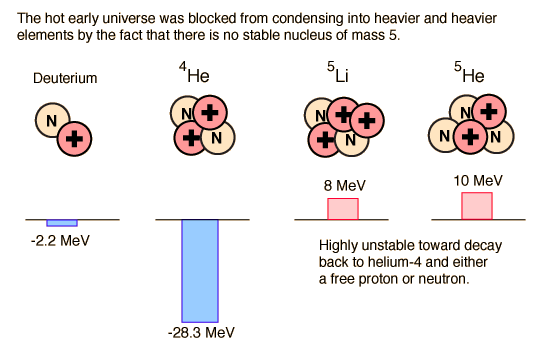 The hot early universe was blocked from condensing into heavier and heavier
elements by the fact that there is no stable nucleus of mass 5.
Deuterium
⁴He
⁵Li
⁵He
N
+
N
+
+
N
N
+
+
+
N
N
+
N
+
N
8 MeV
10 MeV
-2.2 MeV
-28.3 MeV
Highly unstable toward decay
back to helium-4 and either
a free proton or neutron.